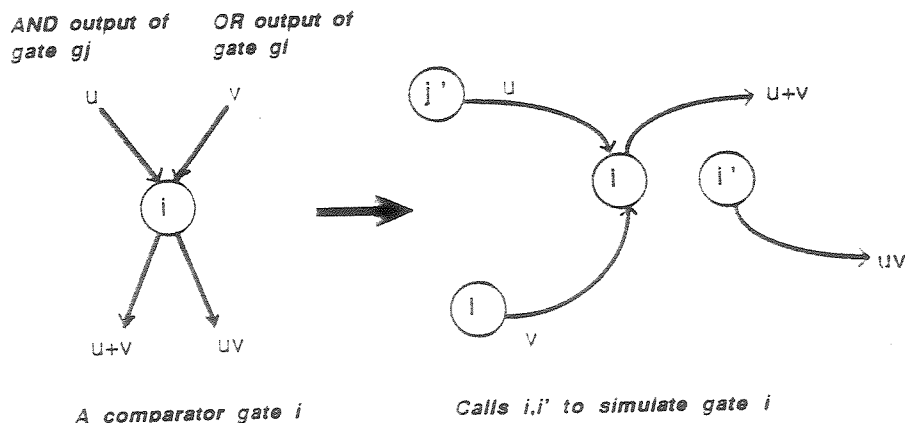 AND output of gate gj
OR output of gate gl
u
v
i
u+v
uv
A comparator gate i
j'
u
u+v
i
i'
uv
l
v
Calls i,i' to simulate gate i